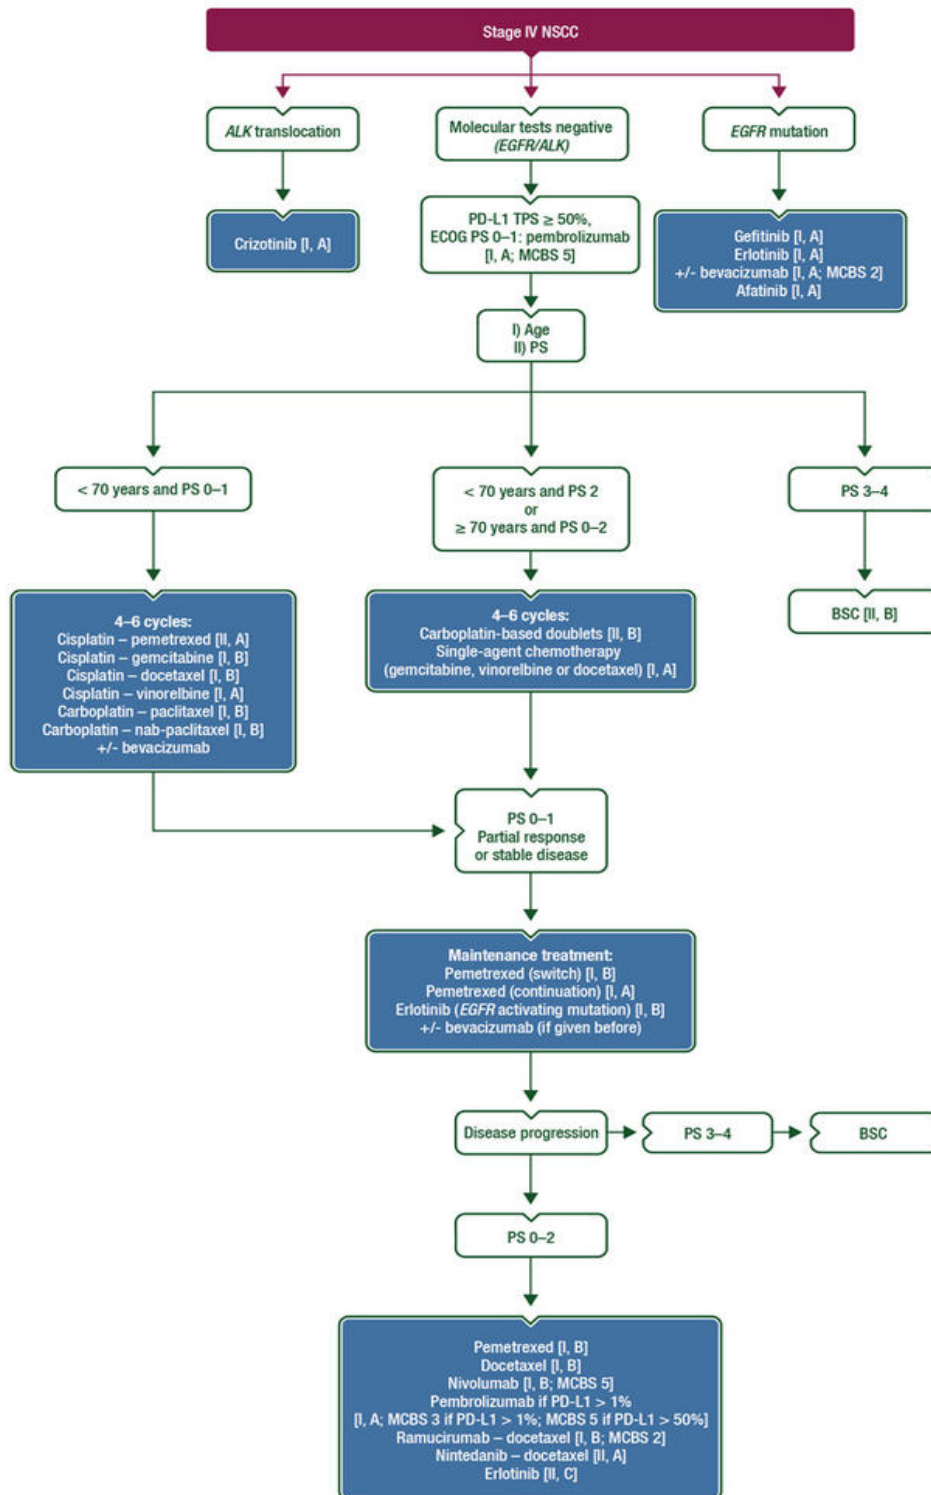 Stage IV NSCC
ALK translocation
Molecular tests negative
(EGFR/ALK)
EGFR mutation
Crizotinib [I, A]
PD-L1 TPS ≥ 50%,
ECOG PS 0–1: pembrolizumab
[I, A; MCBS 5]
Gefitinib [I, A]
Erlotinib [I, A]
+/- bevacizumab [I, A; MCBS 2]
Afatinib [I, A]
I) Age
II) PS
< 70 years and PS 0–1
< 70 years and PS 2
or
≥ 70 years and PS 0–2
PS 3–4
4–6 cycles:
Cisplatin – pemetrexed [II, A]
Cisplatin – gemcitabine [I, B]
Cisplatin – docetaxel [I, B]
Cisplatin – vinorelbine [I, A]
Carboplatin – paclitaxel [I, B]
Carboplatin – nab-paclitaxel [I, B]
+/- bevacizumab
4–6 cycles:
Carboplatin-based doublets [II, B]
Single-agent chemotherapy
(gemcitabine, vinorelbine or docetaxel) [I, A]
BSC [II, B]
PS 0–1
Partial response
or stable disease
Maintenance treatment:
Pemetrexed (switch) [I, B]
Pemetrexed (continuation) [I, A]
Erlotinib (EGFR activating mutation) [I, B]
+/- bevacizumab (if given before)
Disease progression
PS 3–4
BSC
PS 0–2
Pemetrexed [I, B]
Docetaxel [I, B]
Nivolumab [I, B; MCBS 5]
Pembrolizumab if PD-L1 > 1%
[I, A; MCBS 3 if PD-L1 > 1%; MCBS 5 if PD-L1 > 50%]
Ramucirumab – docetaxel [I, B; MCBS 2]
Nintedanib – docetaxel [II, A]
Erlotinib [II, C]